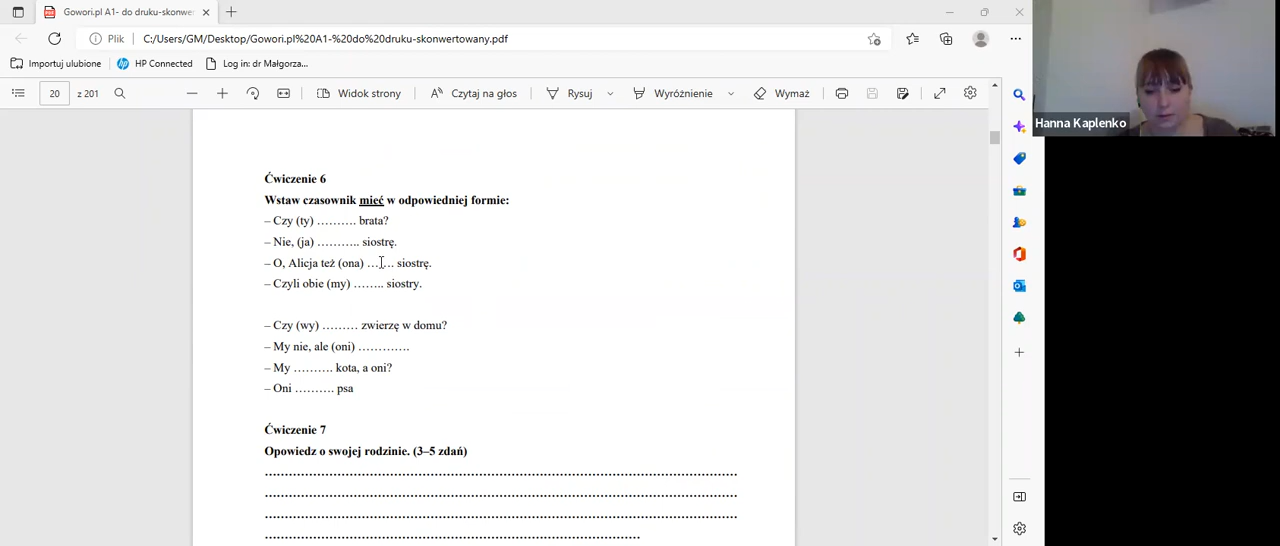 Gowori.pl A1- do druku-skonwer
Plik
C:/Users/GM/Desktop/Gowori.pl%20A1-%20do%20druku-skonwertowany.pdf
Importuj ulubione
HP Connected
Log in: dr Małgorza...
20 z 201
Widok strony
Czytaj na głos
Rysuj
Wyróżnienie
Wymaż
Hanna Kaplenko
Ćwiczenie 6
Wstaw czasownik mieć w odpowiedniej formie:
– Czy (ty) ………. brata?
– Nie, (ja) ……….. siostrę.
– O, Alicja też (ona) ……. siostrę.
– Czyli obie (my) …….. siostry.
– Czy (wy) ……… zwierzę w domu?
– My nie, ale (oni) ………….
– My ………. kota, a oni?
– Oni ………. psa
Ćwiczenie 7
Opowiedz o swojej rodzinie. (3–5 zdań)